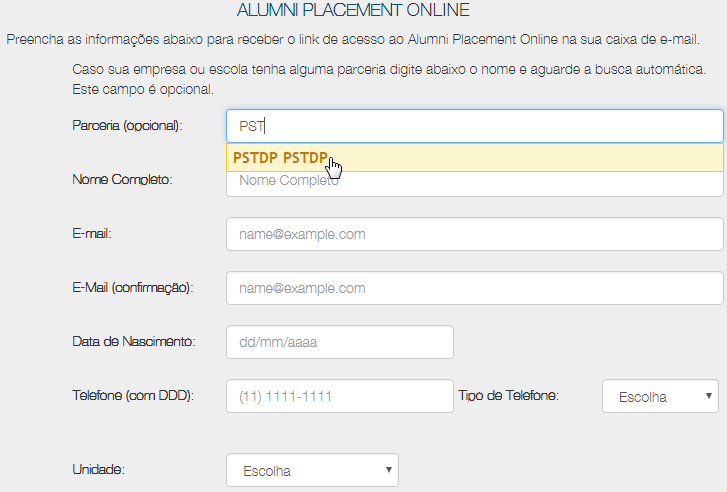 ALUMNI PLACEMENT ONLINE
Preencha as informações abaixo para receber o link de acesso ao Alumni Placement Online na sua caixa de e-mail.
Caso sua empresa ou escola tenha alguma parceria digite abaixo o nome e aguarde a busca automática.
Este campo é opcional.
Parceria (opcional): PST
PSTDP PSTDP
Nome Completo: Nome Completo
E-mail: name@example.com
E-Mail (confirmação): name@example.com
Data de Nascimento: dd/mm/aaaa
Telefone (com DDD): (11) 1111-1111 Tipo de Telefone: Escolha
Unidade: Escolha